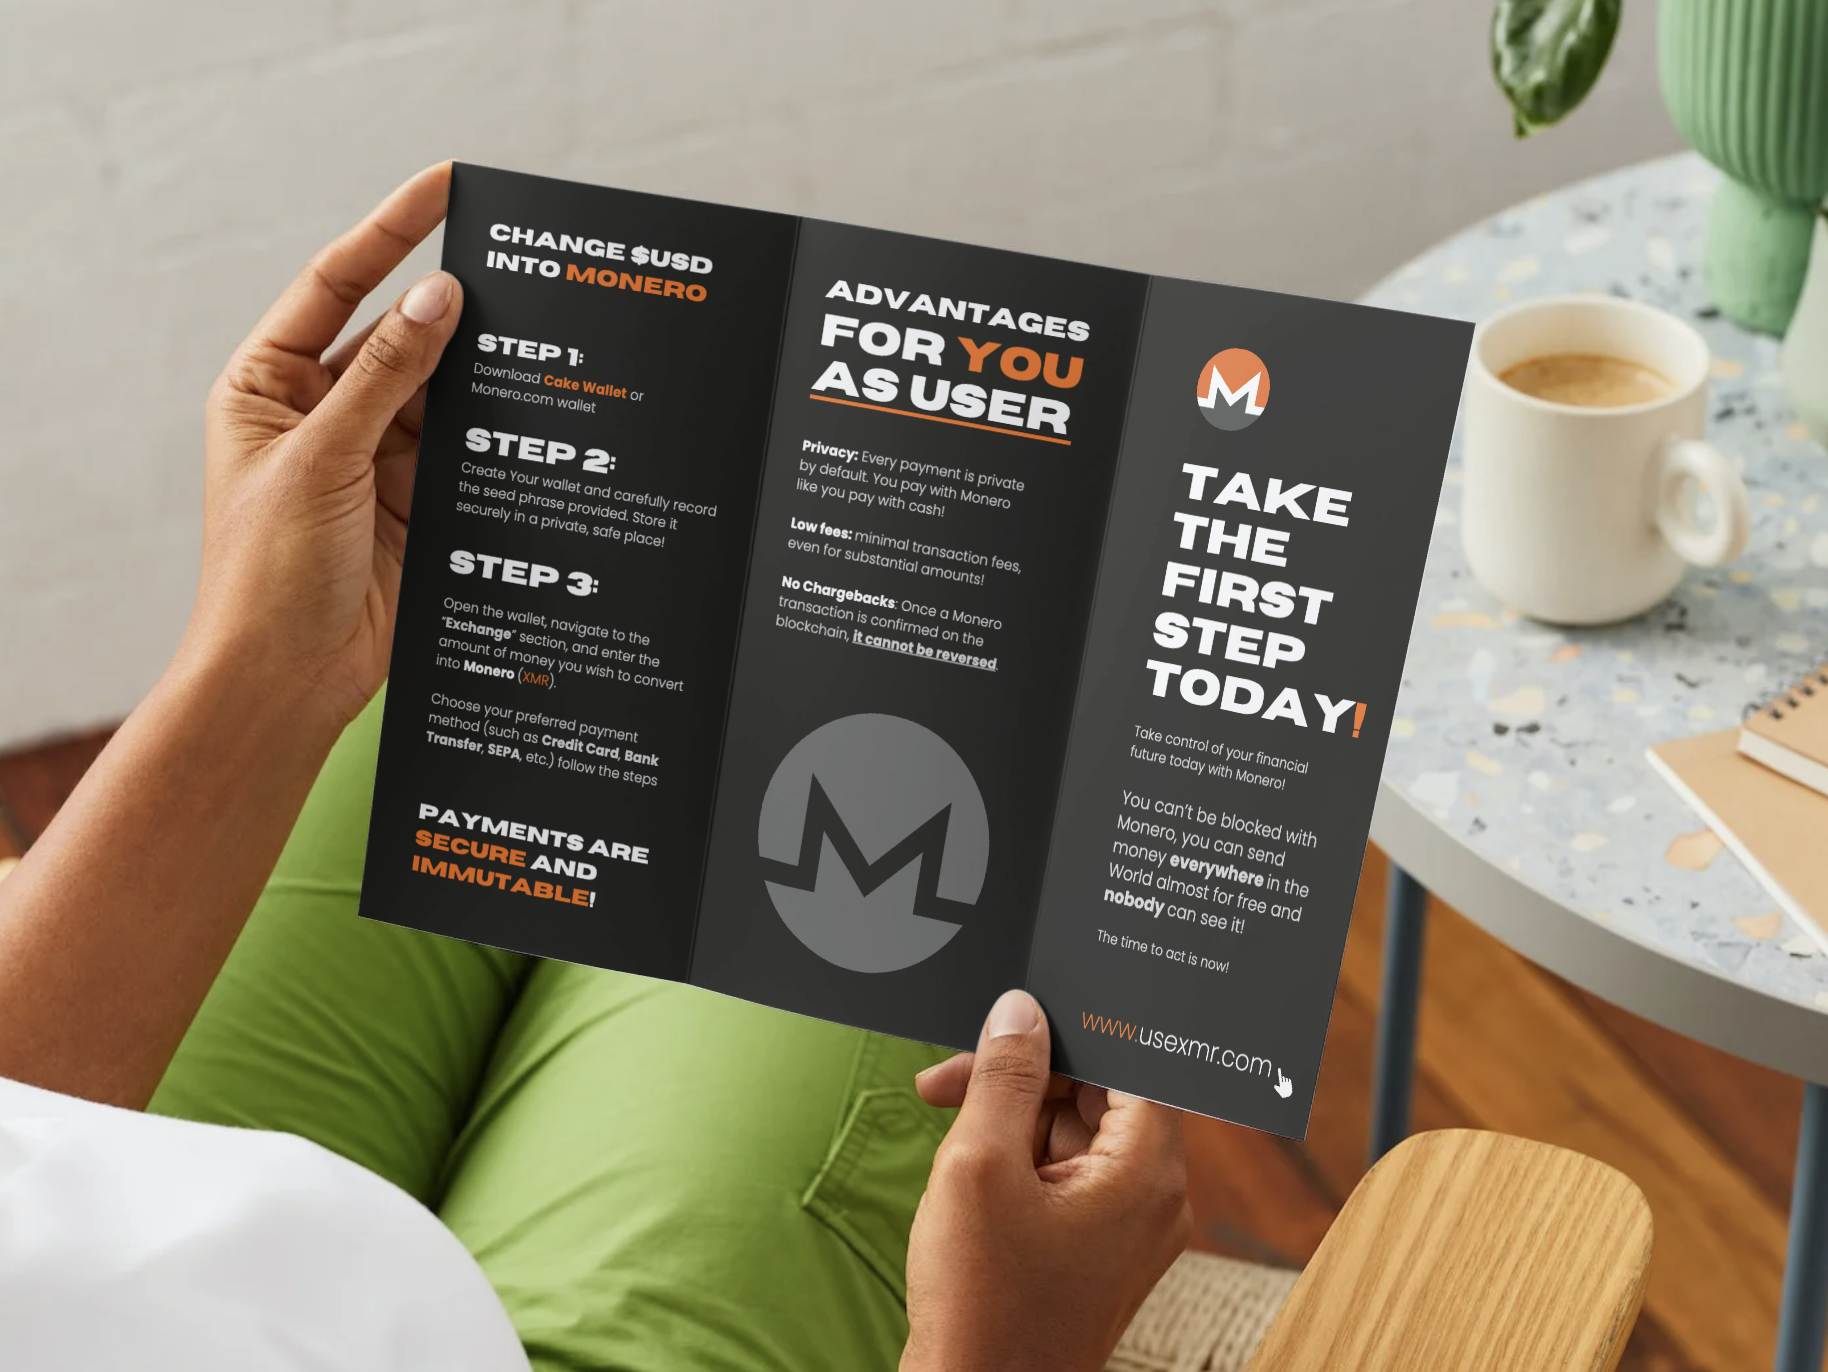 CHANGE $USD
INTO MONERO
STEP 1:
Download Cake Wallet or
Monero.com wallet
STEP 2:
Create Your wallet and carefully record
the seed phrase provided. Store it
securely in a private, safe place!
STEP 3:
Open the wallet, navigate to the
"Exchange" section, and enter the
amount of money you wish to convert
into Monero (XMR).
Choose your preferred payment
method (such as Credit Card, Bank
Transfer, SEPA, etc.) follow the steps
PAYMENTS ARE
SECURE AND
IMMUTABLE!
ADVANTAGES
FOR YOU
AS USER
Privacy: Every payment is private
by default. You pay with Monero
like you pay with cash!
Low fees: minimal transaction fees,
even for substantial amounts!
No Chargebacks: Once a Monero
transaction is confirmed on the
blockchain, it cannot be reversed.
TAKE
THE
FIRST
STEP
TODAY!
Take control of your financial
future today with Monero!
You can't be blocked with
Monero, you can send
money everywhere in the
World almost for free and
nobody can see it!
The time to act is now!
www.usexmr.com